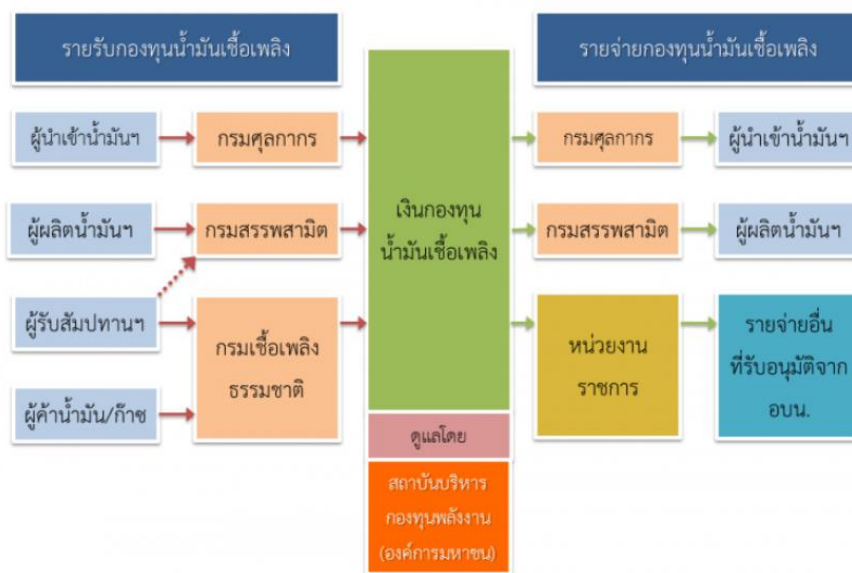 รายรับกองทุนน้ำมันเชื้อเพลิง
รายจ่ายกองทุนน้ำมันเชื้อเพลิง
ผู้นำเข้าน้ำมันฯ
กรมศุลกากร
กรมศุลกากร
ผู้นำเข้าน้ำมันฯ
ผู้ผลิตน้ำมันฯ
กรมสรรพสามิต
เงินกองทุน
น้ำมันเชื้อเพลิง
กรมสรรพสามิต
ผู้ผลิตน้ำมันฯ
ผู้รับสัมปทานฯ
กรมเชื้อเพลิง
ธรรมชาติ
หน่วยงาน
ราชการ
รายจ่ายอื่น
ที่รับอนุมัติจาก
อบน.
ผู้ค้าน้ำมัน/ก๊าซ
ดูแลโดย
สถาบันบริหาร
กองทุนพลังงาน
(องค์การมหาชน)